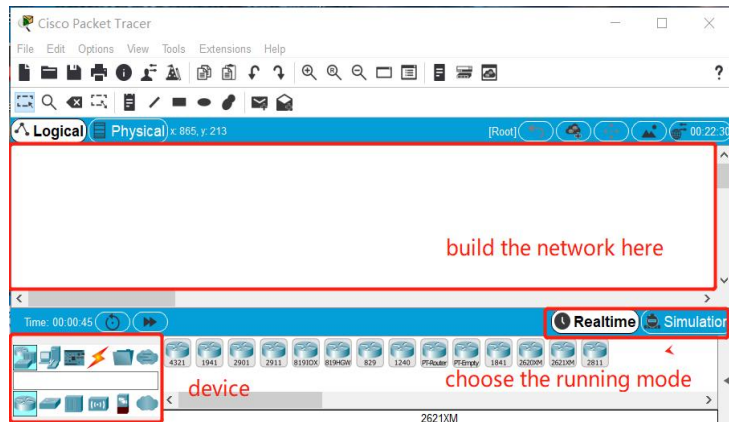 Cisco Packet Tracer
File Edit Options View Tools Extensions Help
?
Logical Physical x: 865, y: 213 [Root] 00:22:30
build the network here
Time: 00:00:45 Realtime Simulation
4321 1941 2901 2911 819IOX 819HGW 829 1240 PT-Router PT-Empty 1841 2620XM 2621XM 2811
device
choose the running mode
2621XM